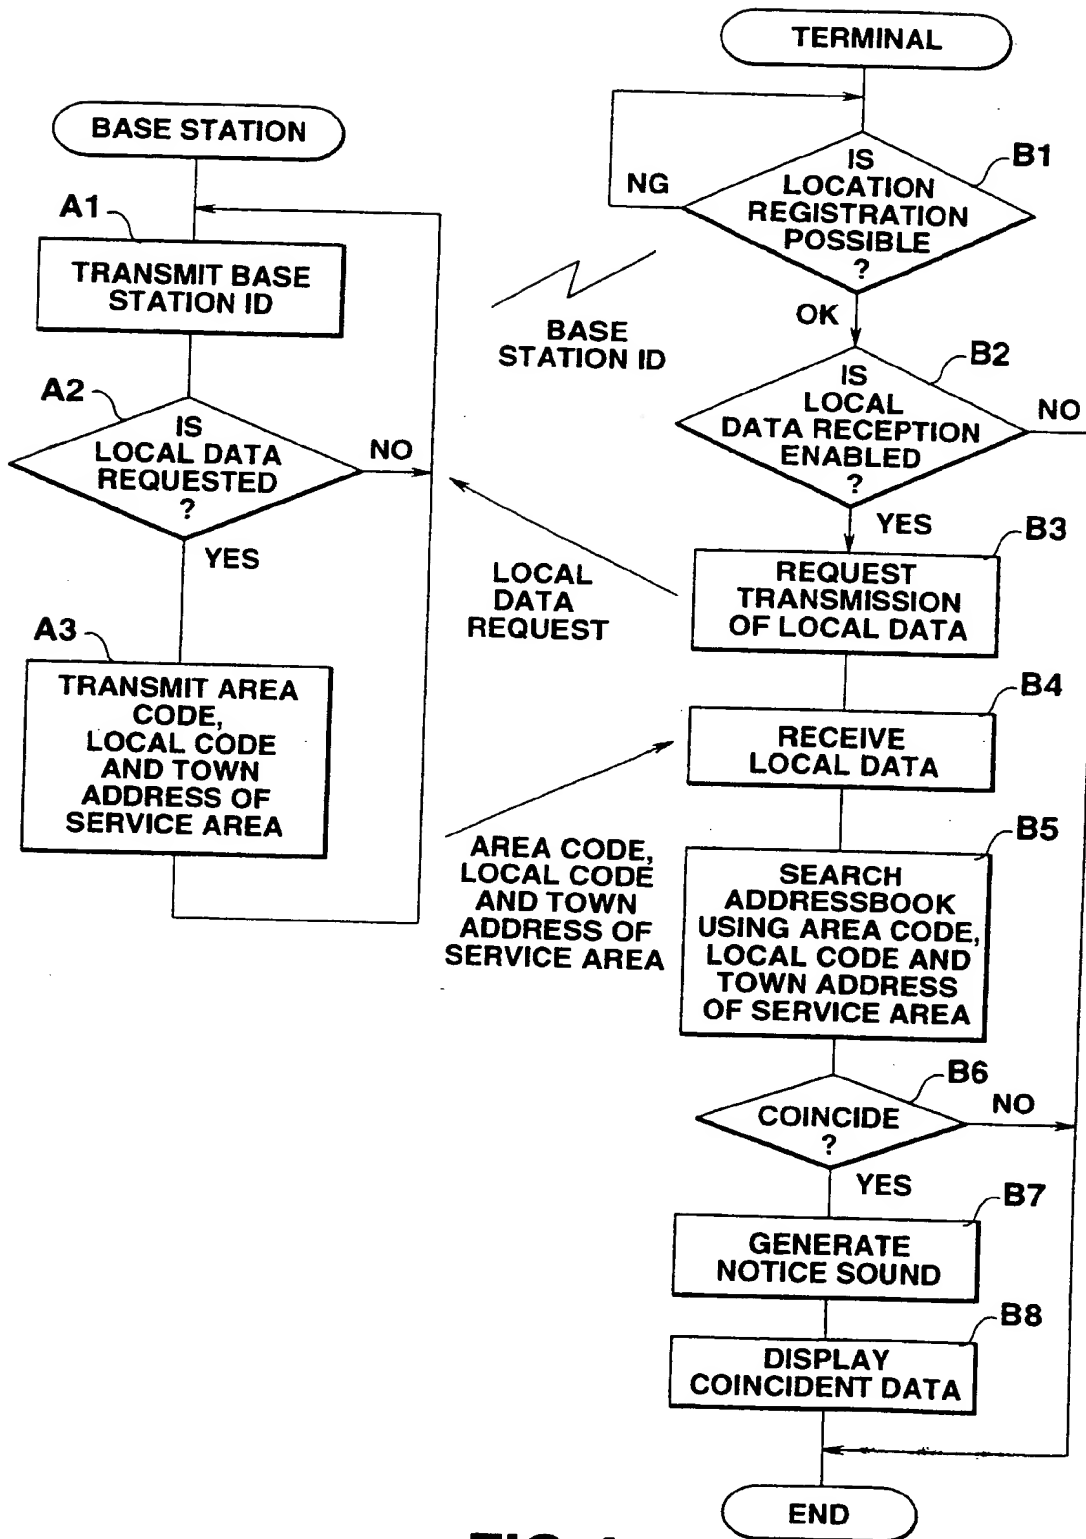 BASE STATION
A1
TRANSMIT BASE
STATION ID
A2
IS
LOCAL DATA
REQUESTED
?
NO
YES
A3
TRANSMIT AREA
CODE,
LOCAL CODE
AND TOWN
ADDRESS OF
SERVICE AREA
BASE
STATION ID
LOCAL
DATA
REQUEST
AREA CODE,
LOCAL CODE
AND TOWN
ADDRESS OF
SERVICE AREA
TERMINAL
B1
IS
LOCATION
REGISTRATION
POSSIBLE
?
NG
OK
B2
IS
LOCAL
DATA RECEPTION
ENABLED
?
NO
YES
B3
REQUEST
TRANSMISSION
OF LOCAL DATA
B4
RECEIVE
LOCAL DATA
B5
SEARCH
ADDRESSBOOK
USING AREA CODE,
LOCAL CODE AND
TOWN ADDRESS
OF SERVICE AREA
B6
COINCIDE
?
NO
YES
B7
GENERATE
NOTICE SOUND
B8
DISPLAY
COINCIDENT DATA
END